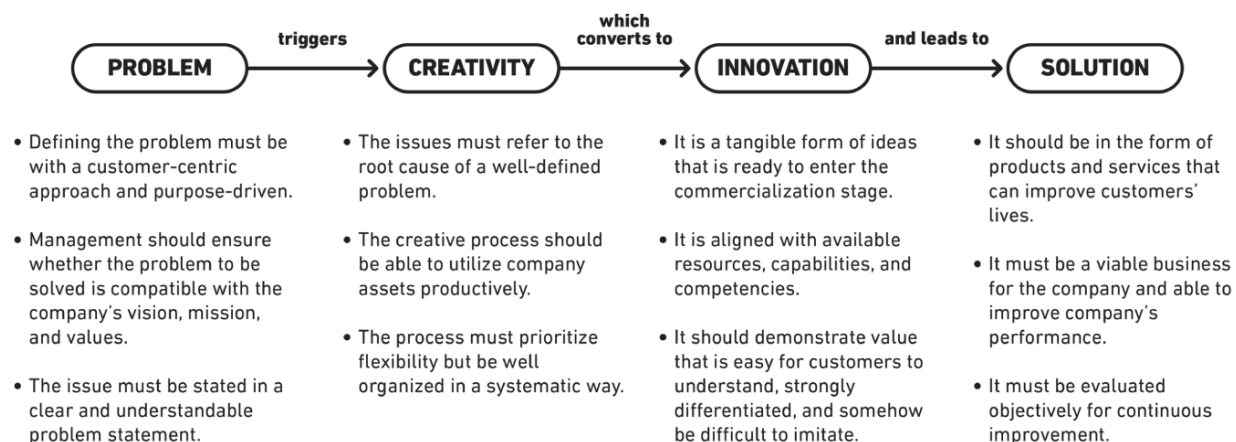 PROBLEM
triggers
CREATIVITY
which
converts to
INNOVATION
and leads to
SOLUTION
• Defining the problem must be
with a customer-centric
approach and purpose-driven.
• Management should ensure
whether the problem to be
solved is compatible with the
company’s vision, mission,
and values.
• The issue must be stated in a
clear and understandable
problem statement.
• The issues must refer to the
root cause of a well-defined
problem.
• The creative process should
be able to utilize company
assets productively.
• The process must prioritize
flexibility but be well
organized in a systematic way.
• It is a tangible form of ideas
that is ready to enter the
commercialization stage.
• It is aligned with available
resources, capabilities, and
competencies.
• It should demonstrate value
that is easy for customers to
understand, strongly
differentiated, and somehow
be difficult to imitate.
• It should be in the form of
products and services that
can improve customers’
lives.
• It must be a viable business
for the company and able to
improve company’s
performance.
• It must be evaluated
objectively for continuous
improvement.